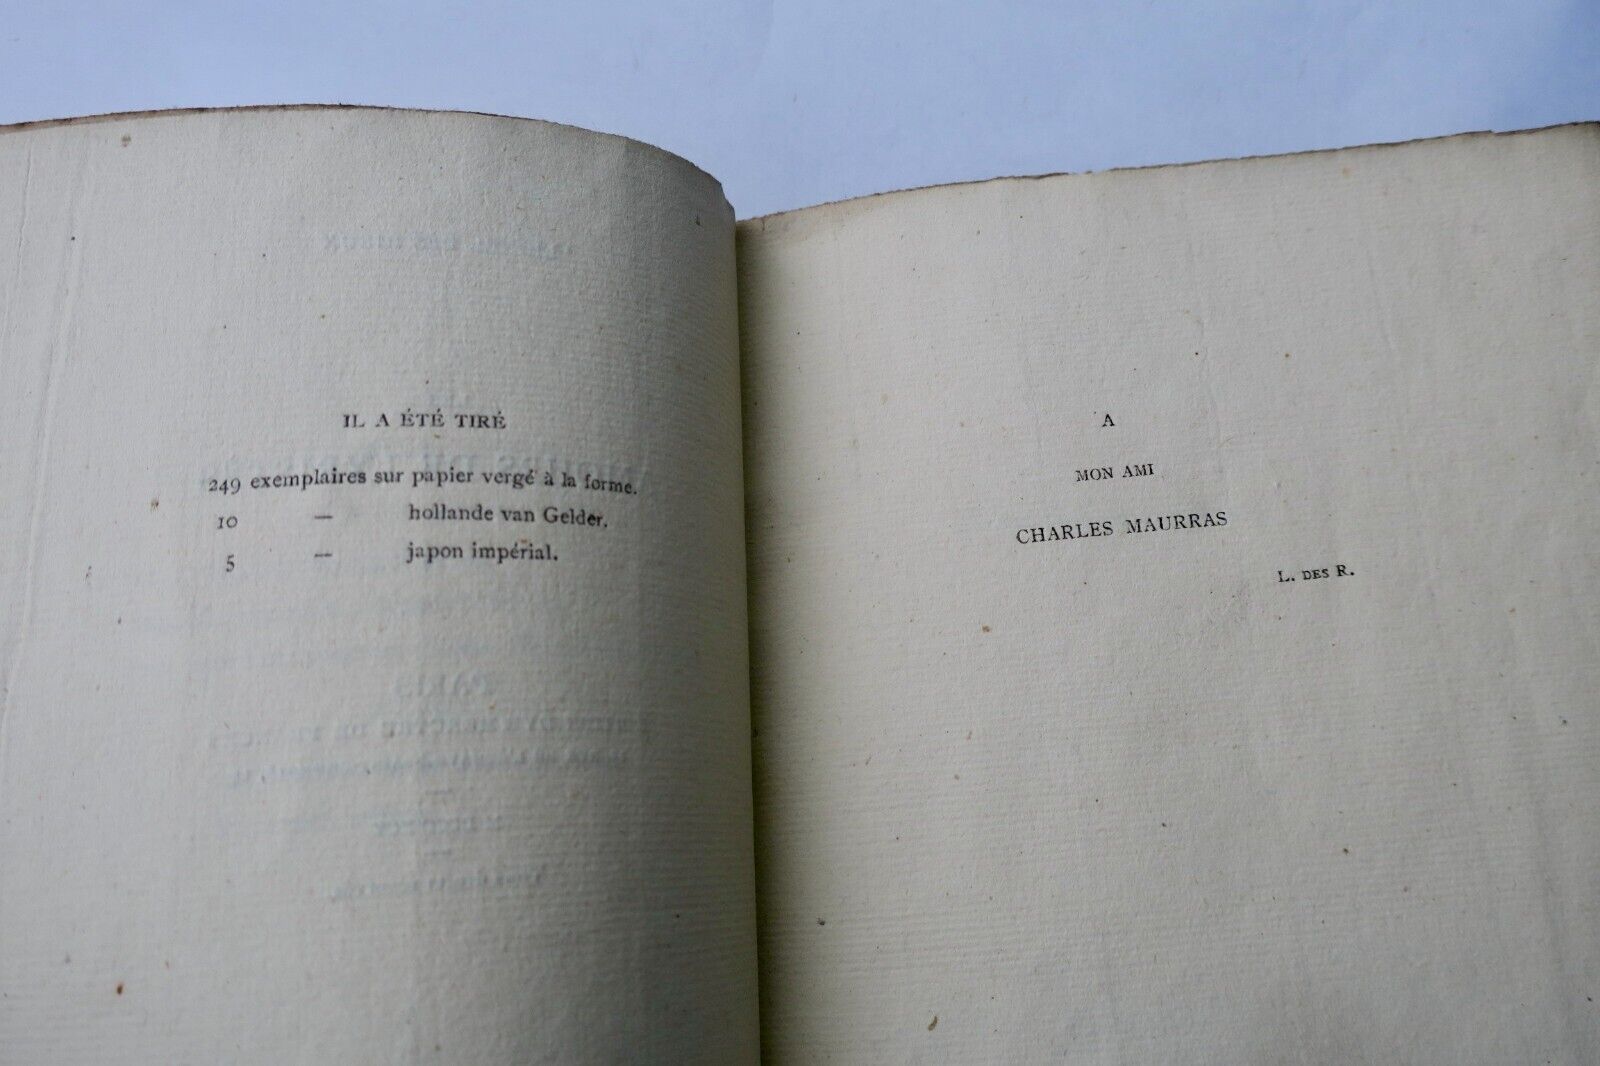 IL A ÉTÉ TIRÉ
249 exemplaires sur papier vergé à la forme.
10 — hollande van Gelder.
5 — japon impérial.
A
MON AMI
CHARLES MAURRAS
L. DES R.